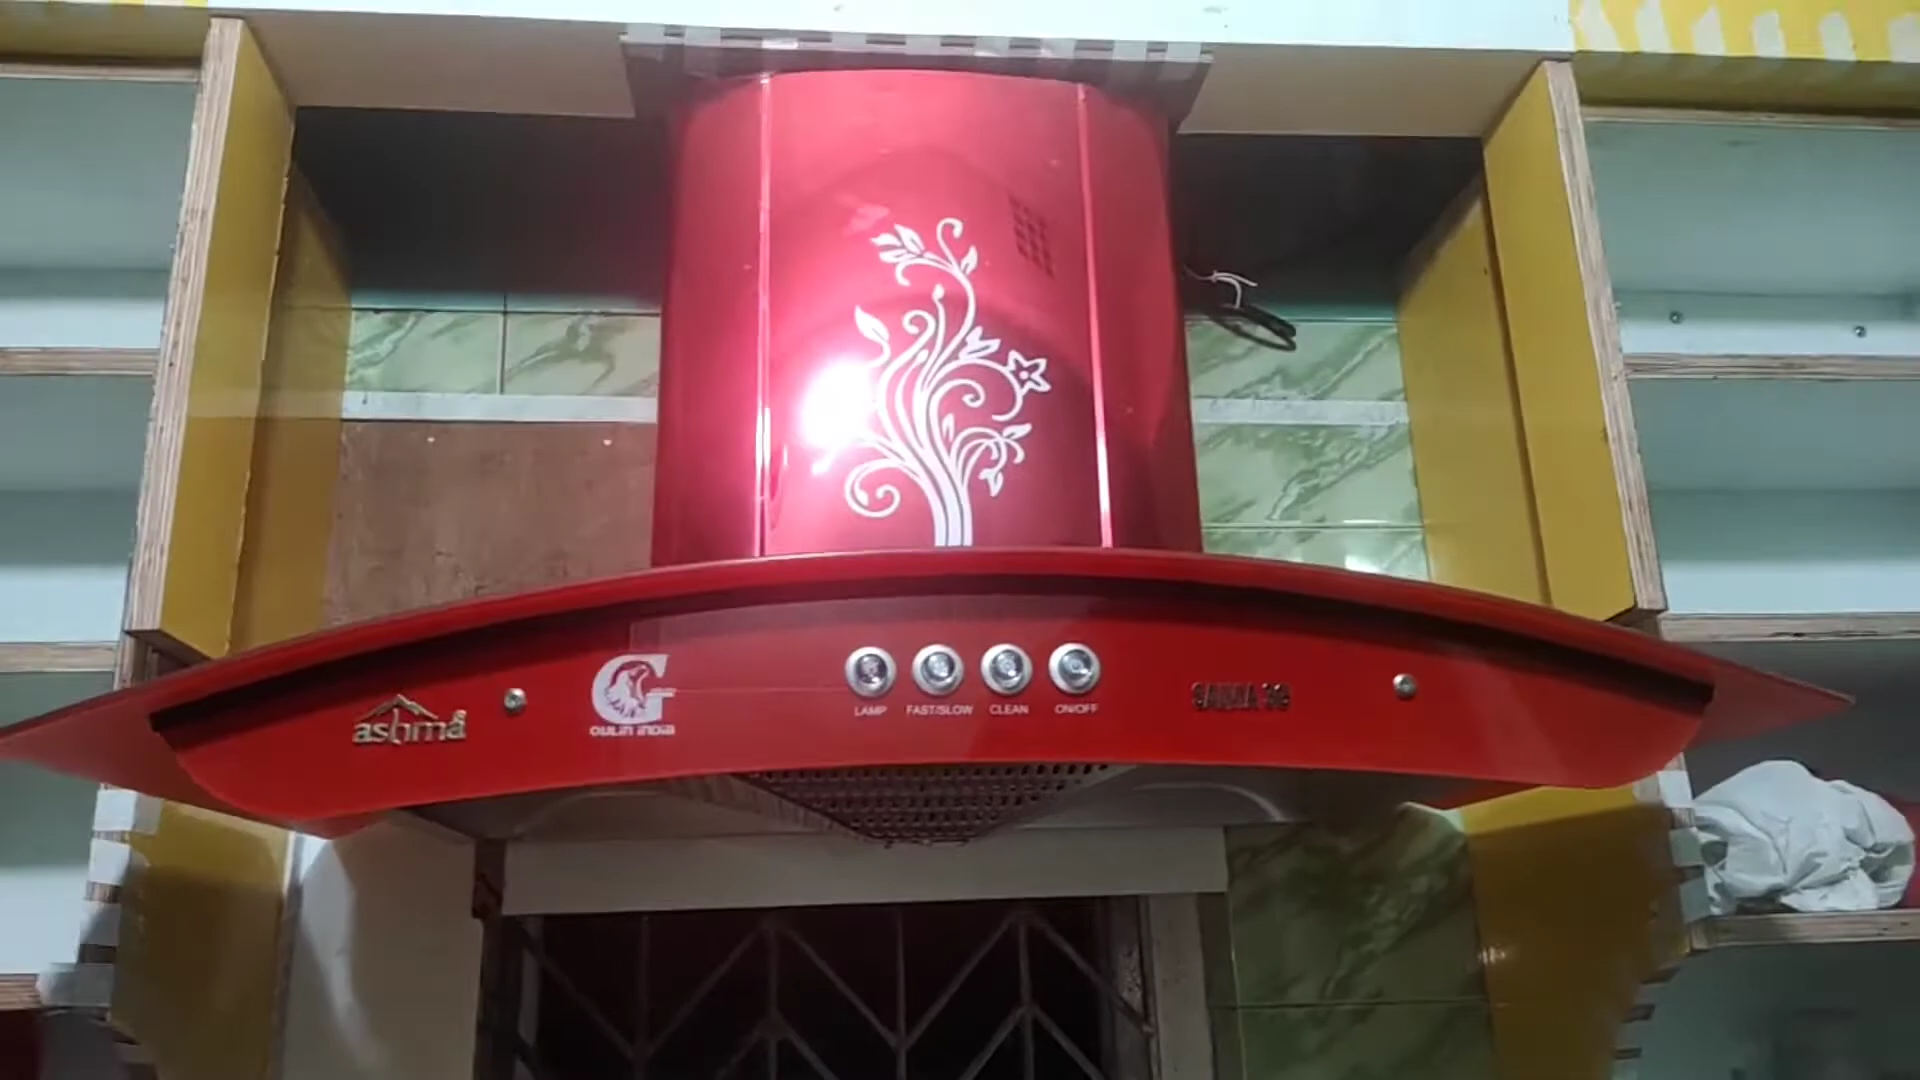 ashma
G
OULIN INDIA
LAMP
FAST/SLOW
CLEAN
ON/OFF